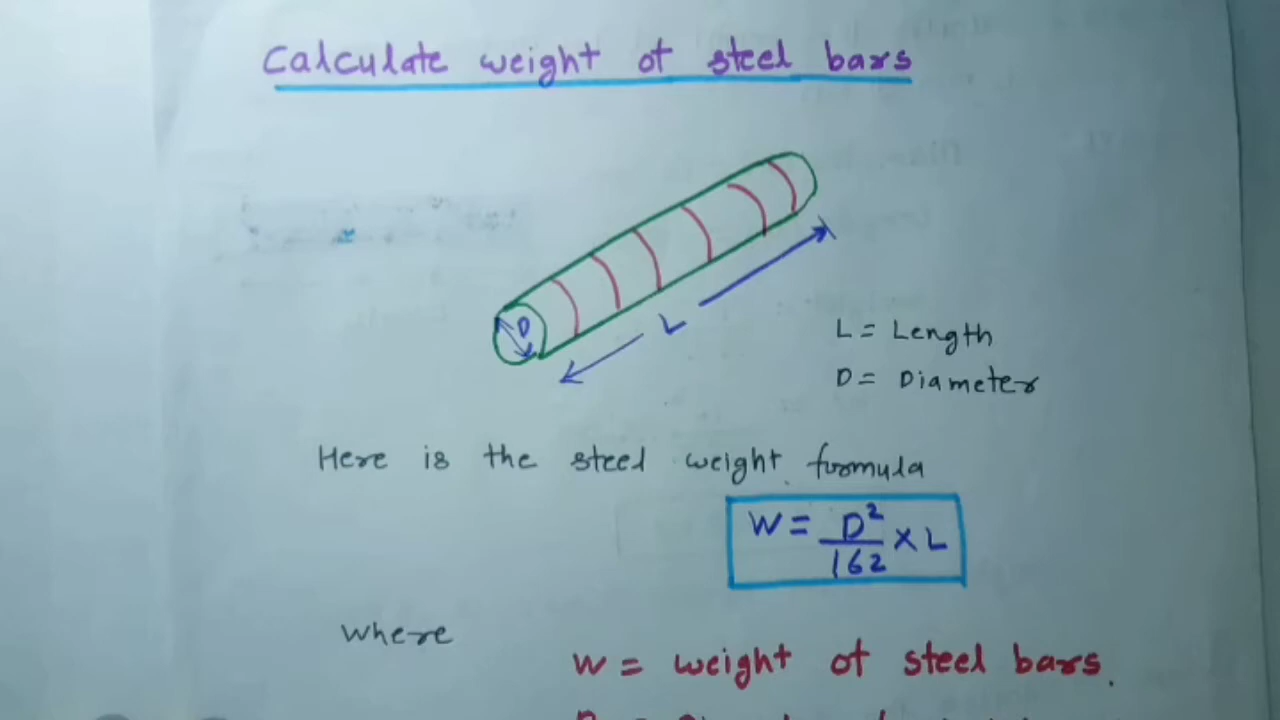 Calculate weight of steel bars
D
L
L = Length
D = Diameter
Here is the steel weight formula
W = D²/162 × L
Where
W = weight of steel bars.